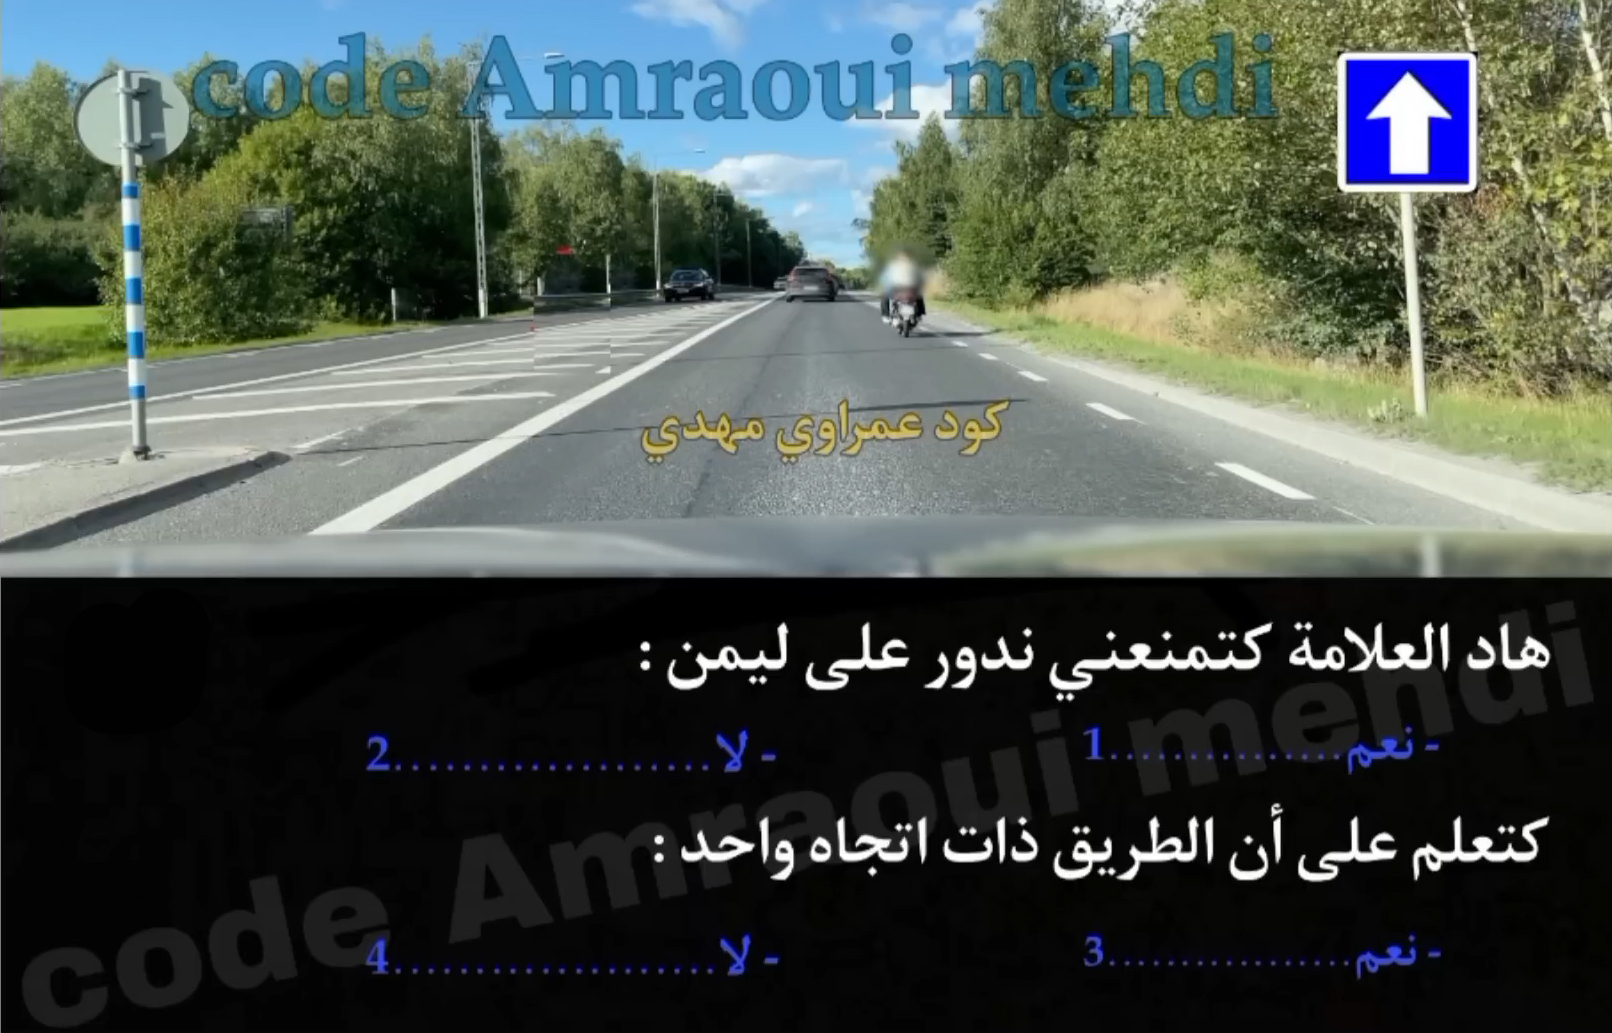 code Amraoui mehdi
كود عمراوي مهدي
هاد العلامة كتمنعني ندور على ليمن :
- نعم................1 - لا...................2
كتعلم على أن الطريق ذات اتجاه واحد :
- نعم.................3 - لا....................4
code Amraoui mehdi